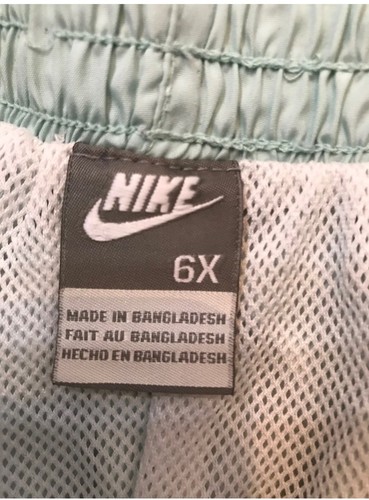 NIKE
6X
MADE IN BANGLADESH
FAIT AU BANGLADESH
HECHO EN BANGLADESH